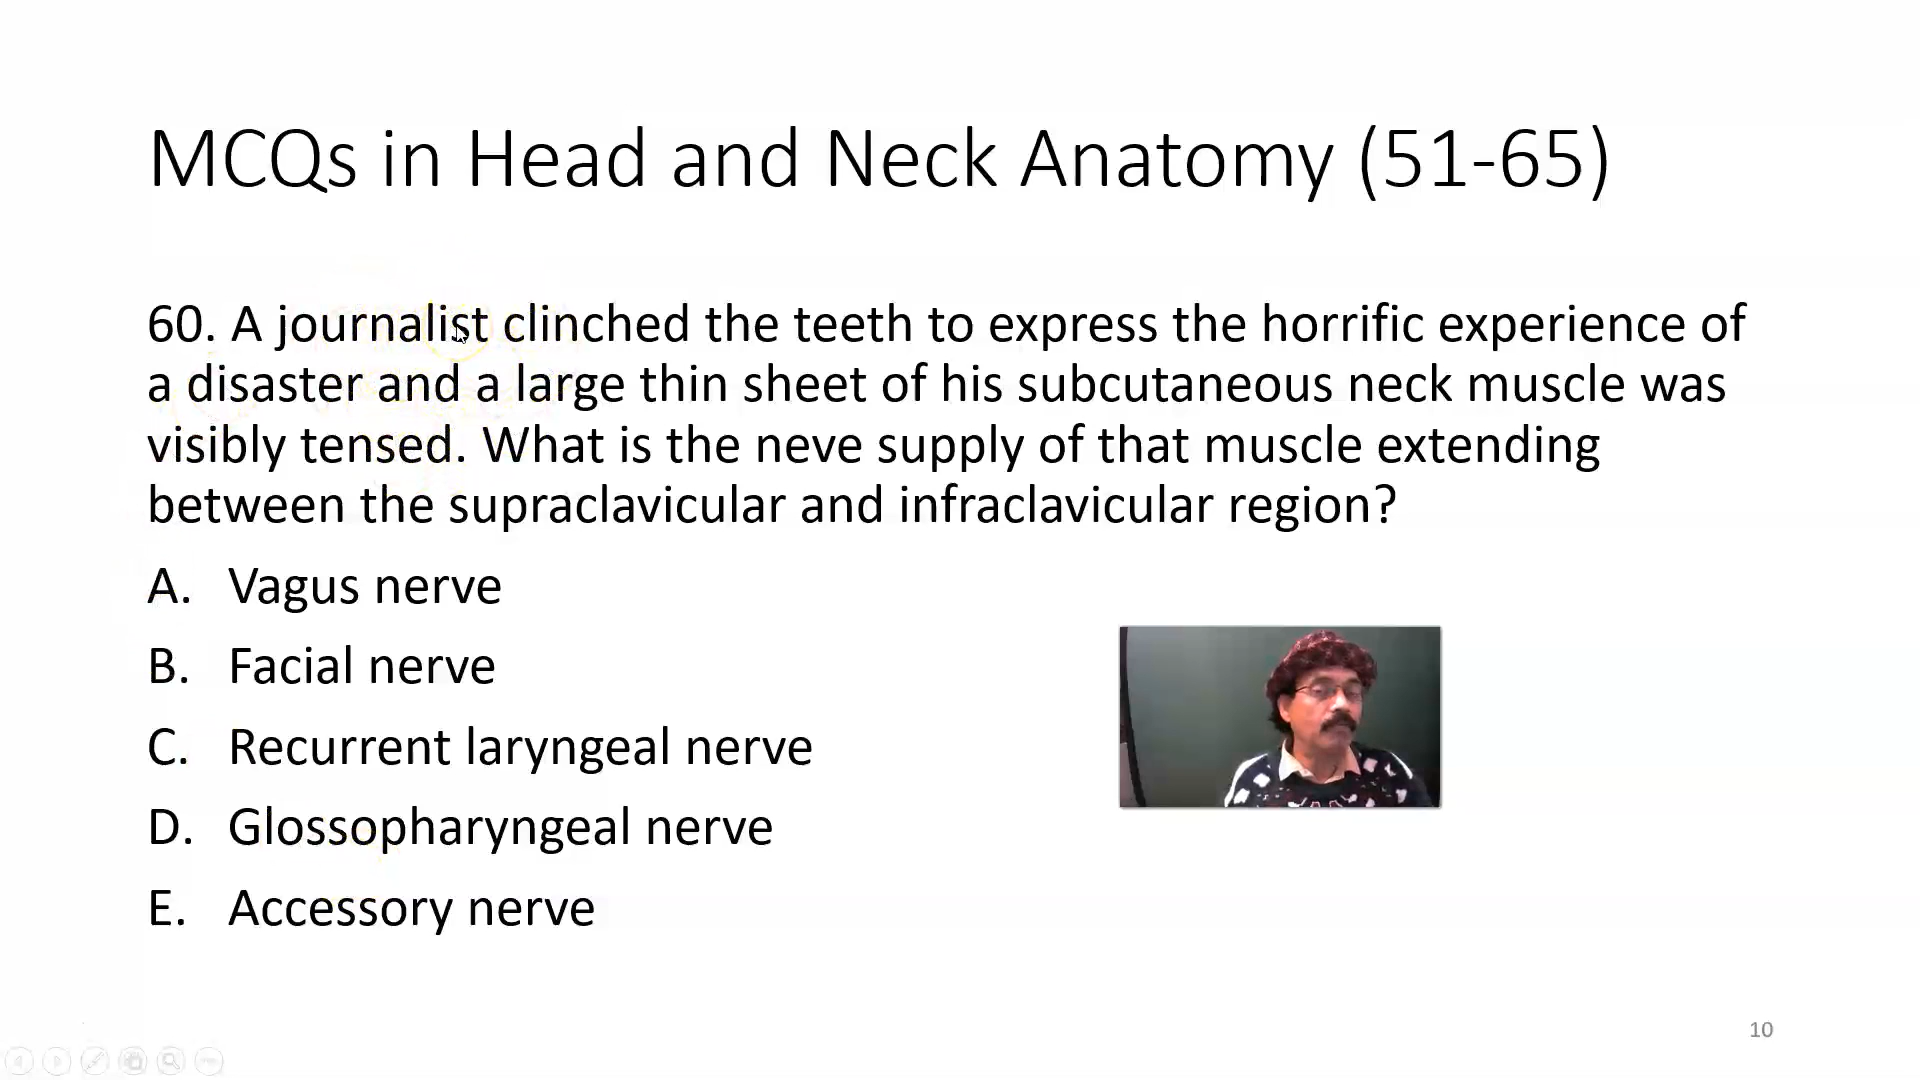 MCQs in Head and Neck Anatomy (51-65)
60. A journalist clinched the teeth to express the horrific experience of
a disaster and a large thin sheet of his subcutaneous neck muscle was
visibly tensed. What is the neve supply of that muscle extending
between the supraclavicular and infraclavicular region?
A. Vagus nerve
B. Facial nerve
C. Recurrent laryngeal nerve
D. Glossopharyngeal nerve
E. Accessory nerve
10